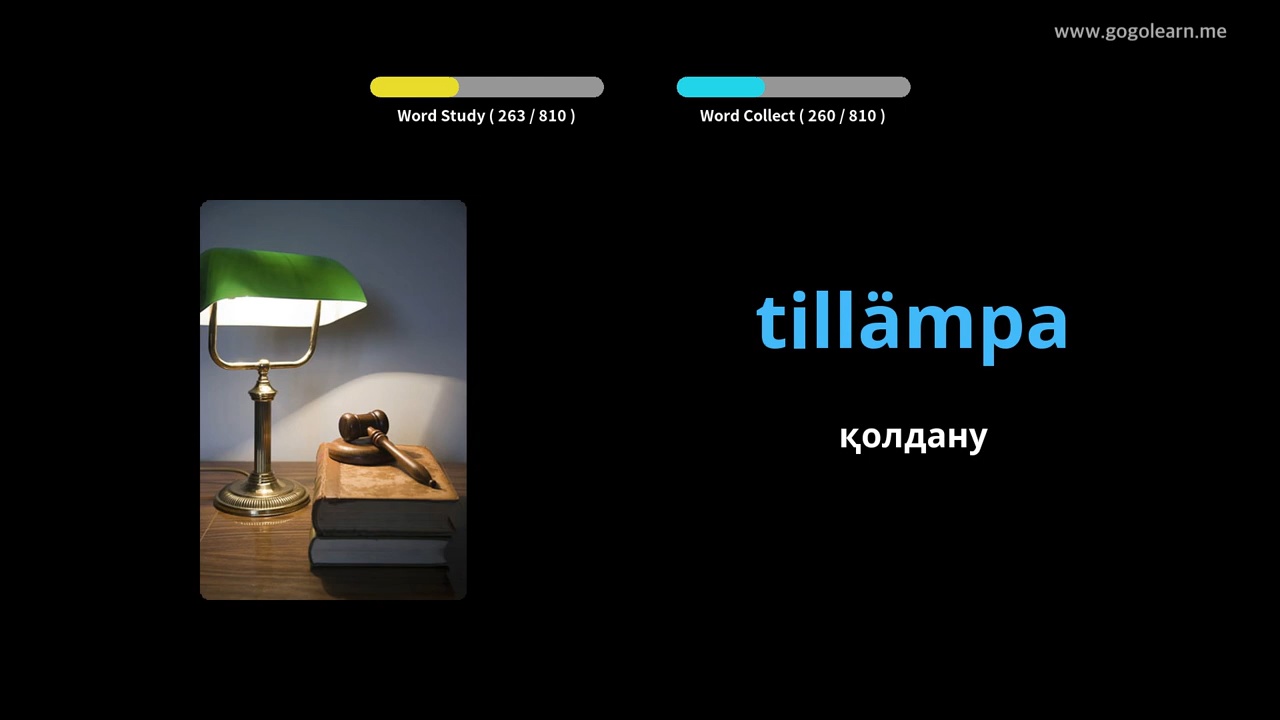 www.gogolearn.me
Word Study ( 263 / 810 )
Word Collect ( 260 / 810 )
tillämpa
қолдану